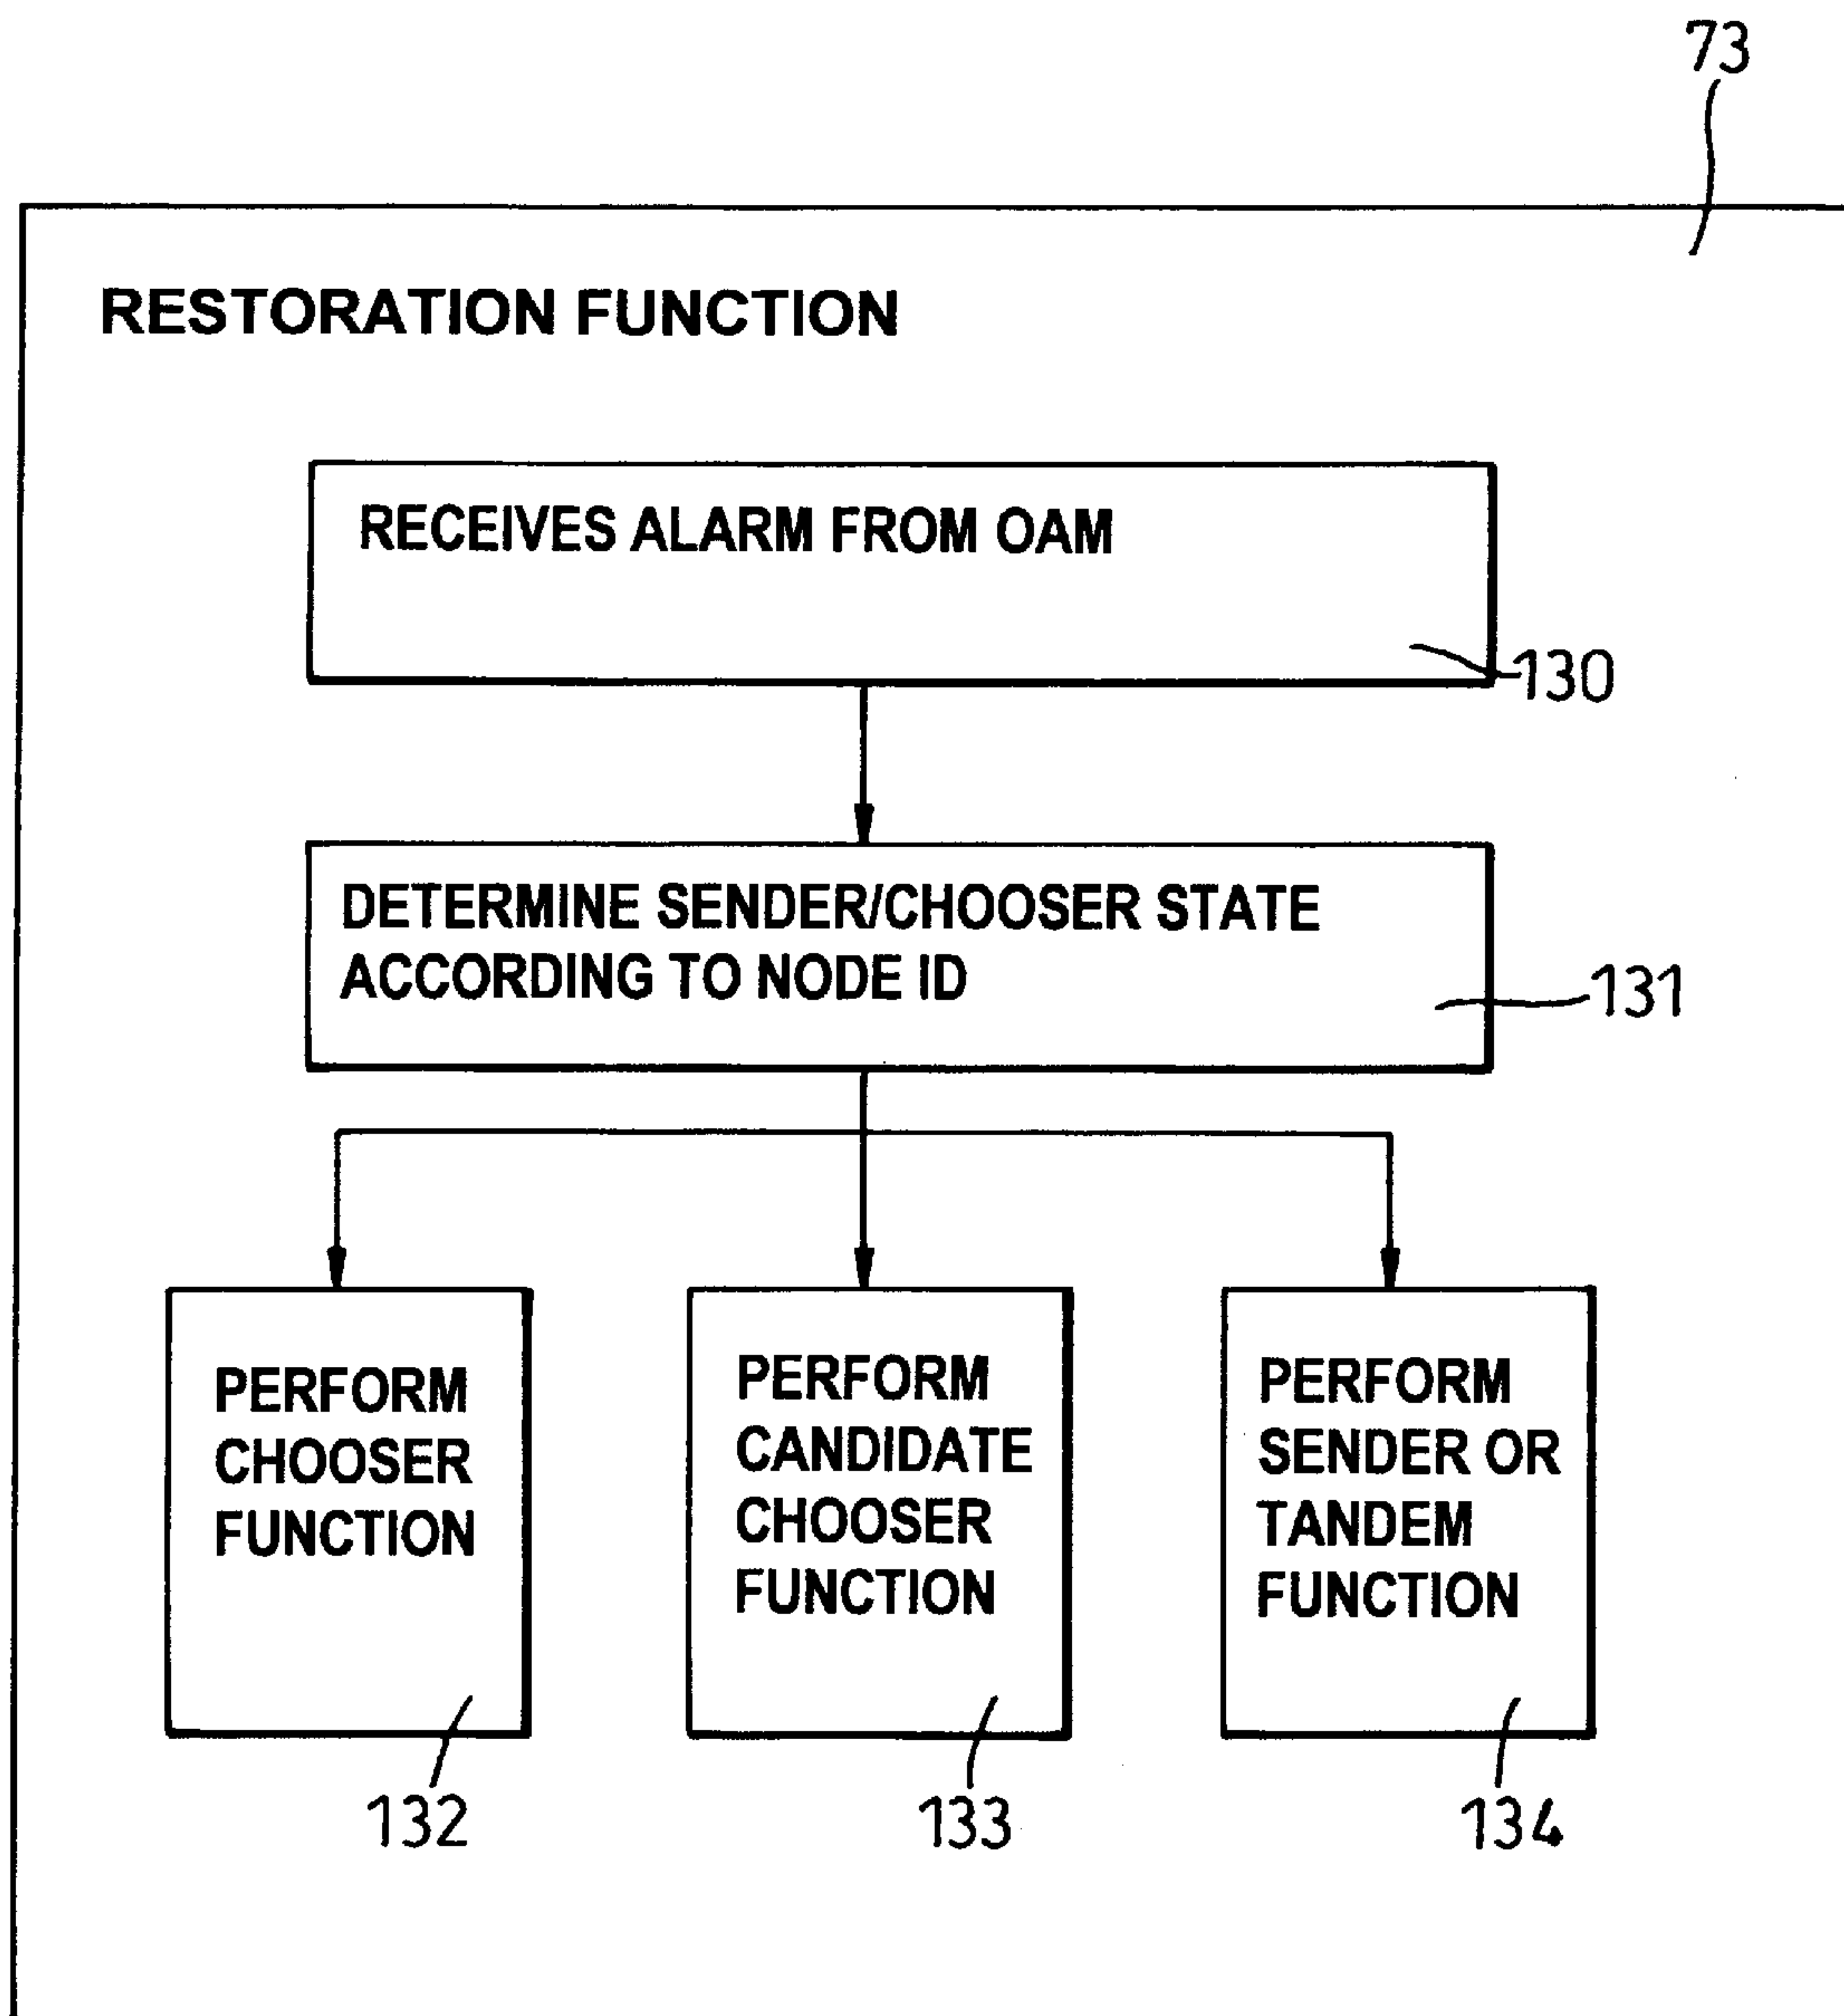 73
RESTORATION FUNCTION
RECEIVES ALARM FROM OAM
130
DETERMINE SENDER/CHOOSER STATE
ACCORDING TO NODE ID
131
PERFORM
CHOOSER
FUNCTION
132
PERFORM
CANDIDATE
CHOOSER
FUNCTION
133
PERFORM
SENDER OR
TANDEM
FUNCTION
134